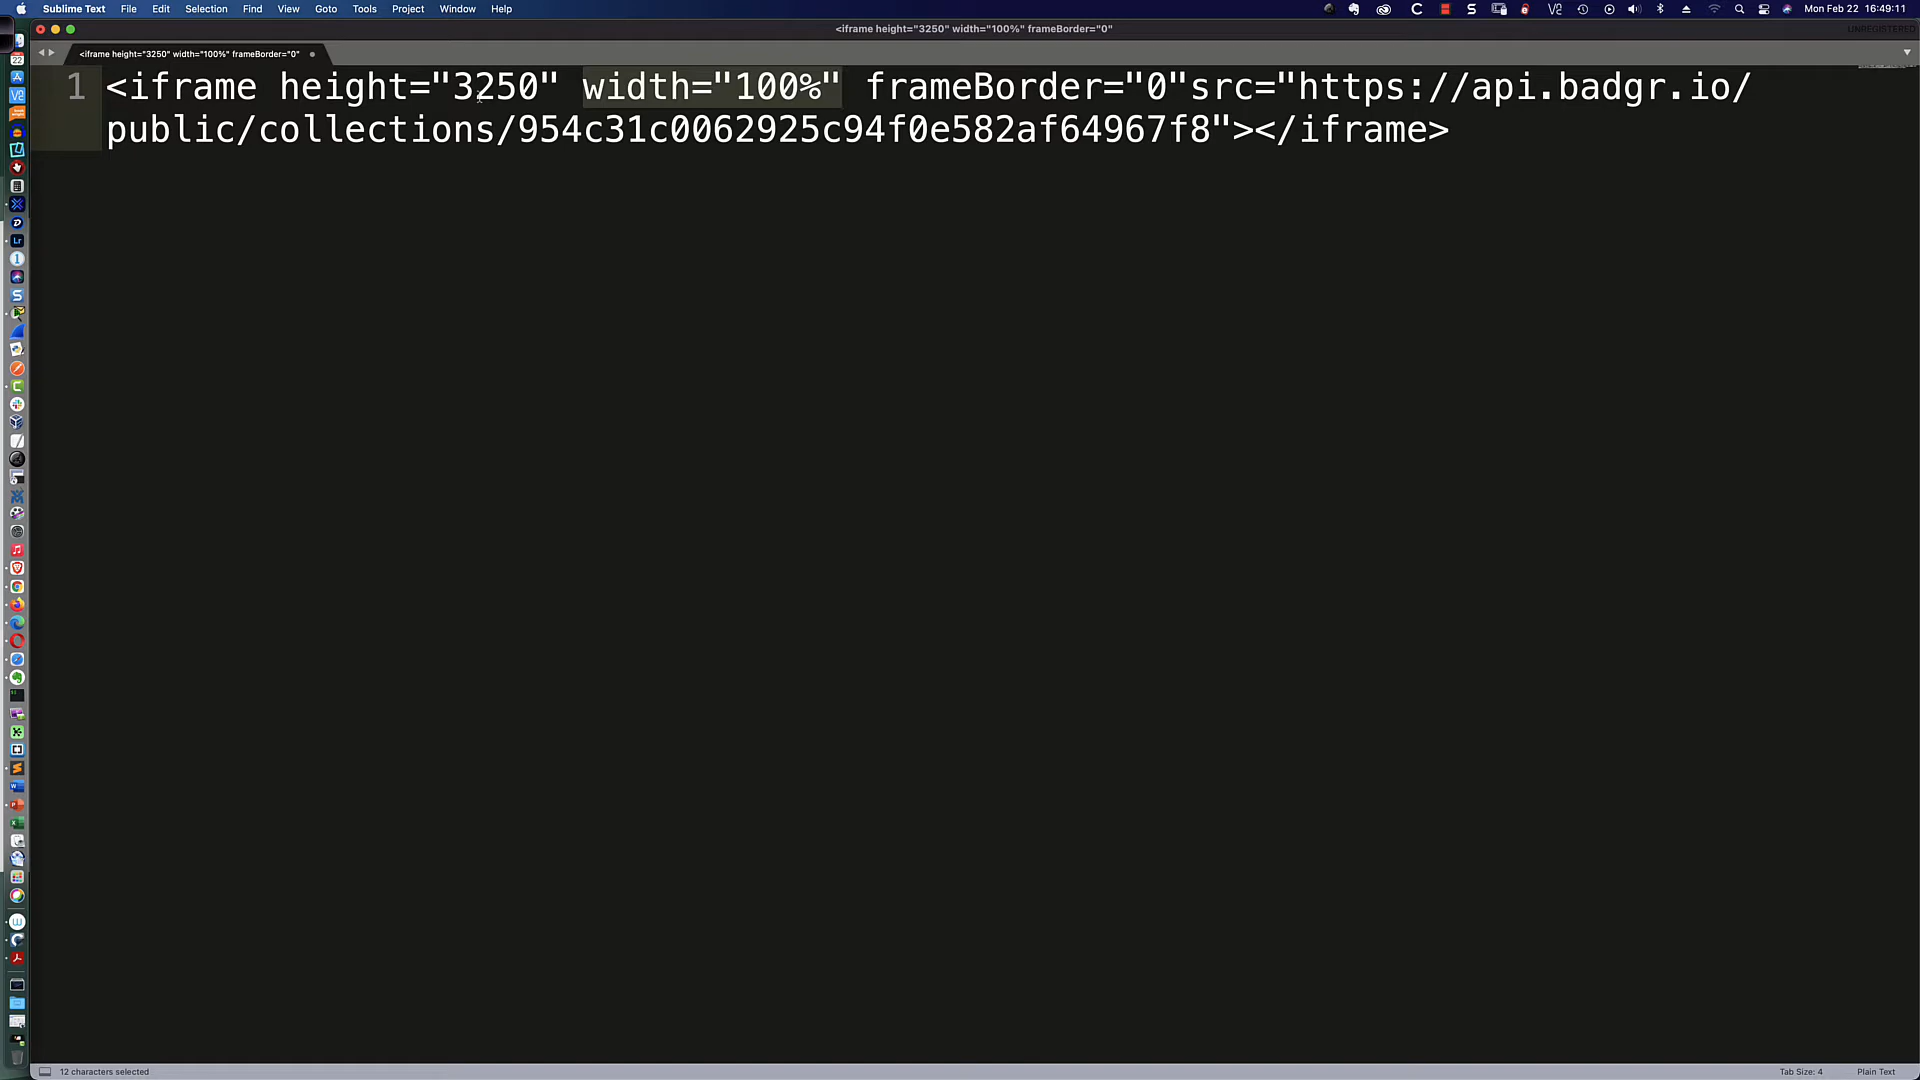 Sublime Text File Edit Selection Find View Goto Tools Project Window Help Mon Feb 22 16:49:11
<iframe height="3250" width="100%" frameBorder="0" UNREGISTERED
<iframe height="3250" width="100%" frameBorder="0"
1 <iframe height="3250" width="100%" frameBorder="0"src="https://api.badgr.io/
public/collections/954c31c0062925c94f0e582af64967f8"></iframe>
12 characters selected Tab Size: 4 Plain Text